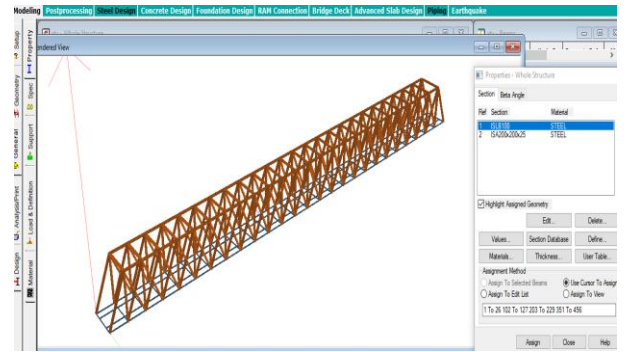 Modeling Postprocessing Steel Design Concrete Design Foundation Design RAM Connection Bridge Deck Advanced Slab Design Piping Earthquake
Setup
Geometry
General
Analysis/Print
Design
Property
Spec
Support
Load & Definition
Material
ndered View
Properties - Whole Structure
Section Beta Angle
Ref Section Material
1 ISLB100 STEEL
2 ISA200x200x25 STEEL
Highlight Assigned Geometry
Edit... Delete...
Values... Section Database Define...
Materials... Thickness... User Table...
Assignment Method
Assign To Selected Beams Use Cursor To Assign
Assign To Edit List Assign To View
1 To 26 102 To 127 203 To 229 351 To 496
Assign Close Help